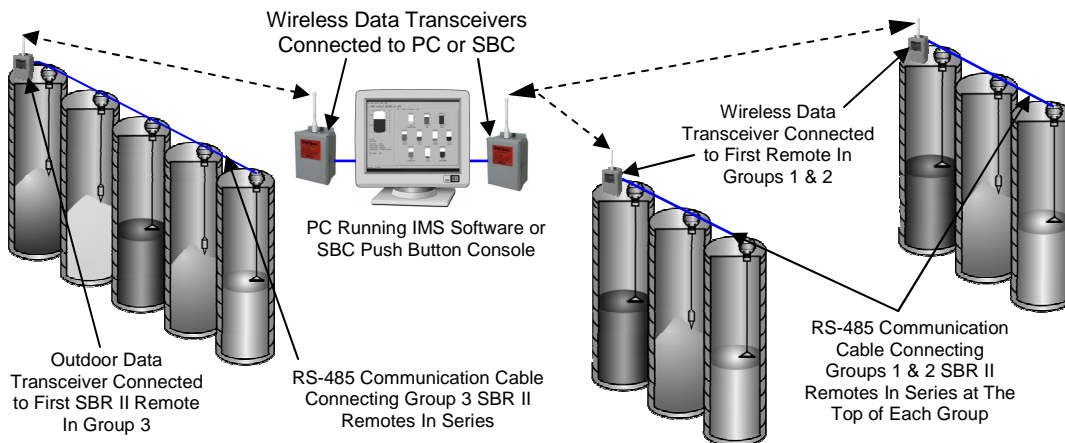 Wireless Data Transceivers
Connected to PC or SBC
Wireless Data
Transceiver Connected
to First Remote In
Groups 1 & 2
PC Running IMS Software or
SBC Push Button Console
Outdoor Data
Transceiver Connected
to First SBR II Remote
In Group 3
RS-485 Communication Cable
Connecting Group 3 SBR II
Remotes In Series
RS-485 Communication
Cable Connecting
Groups 1 & 2 SBR II
Remotes In Series at The
Top of Each Group